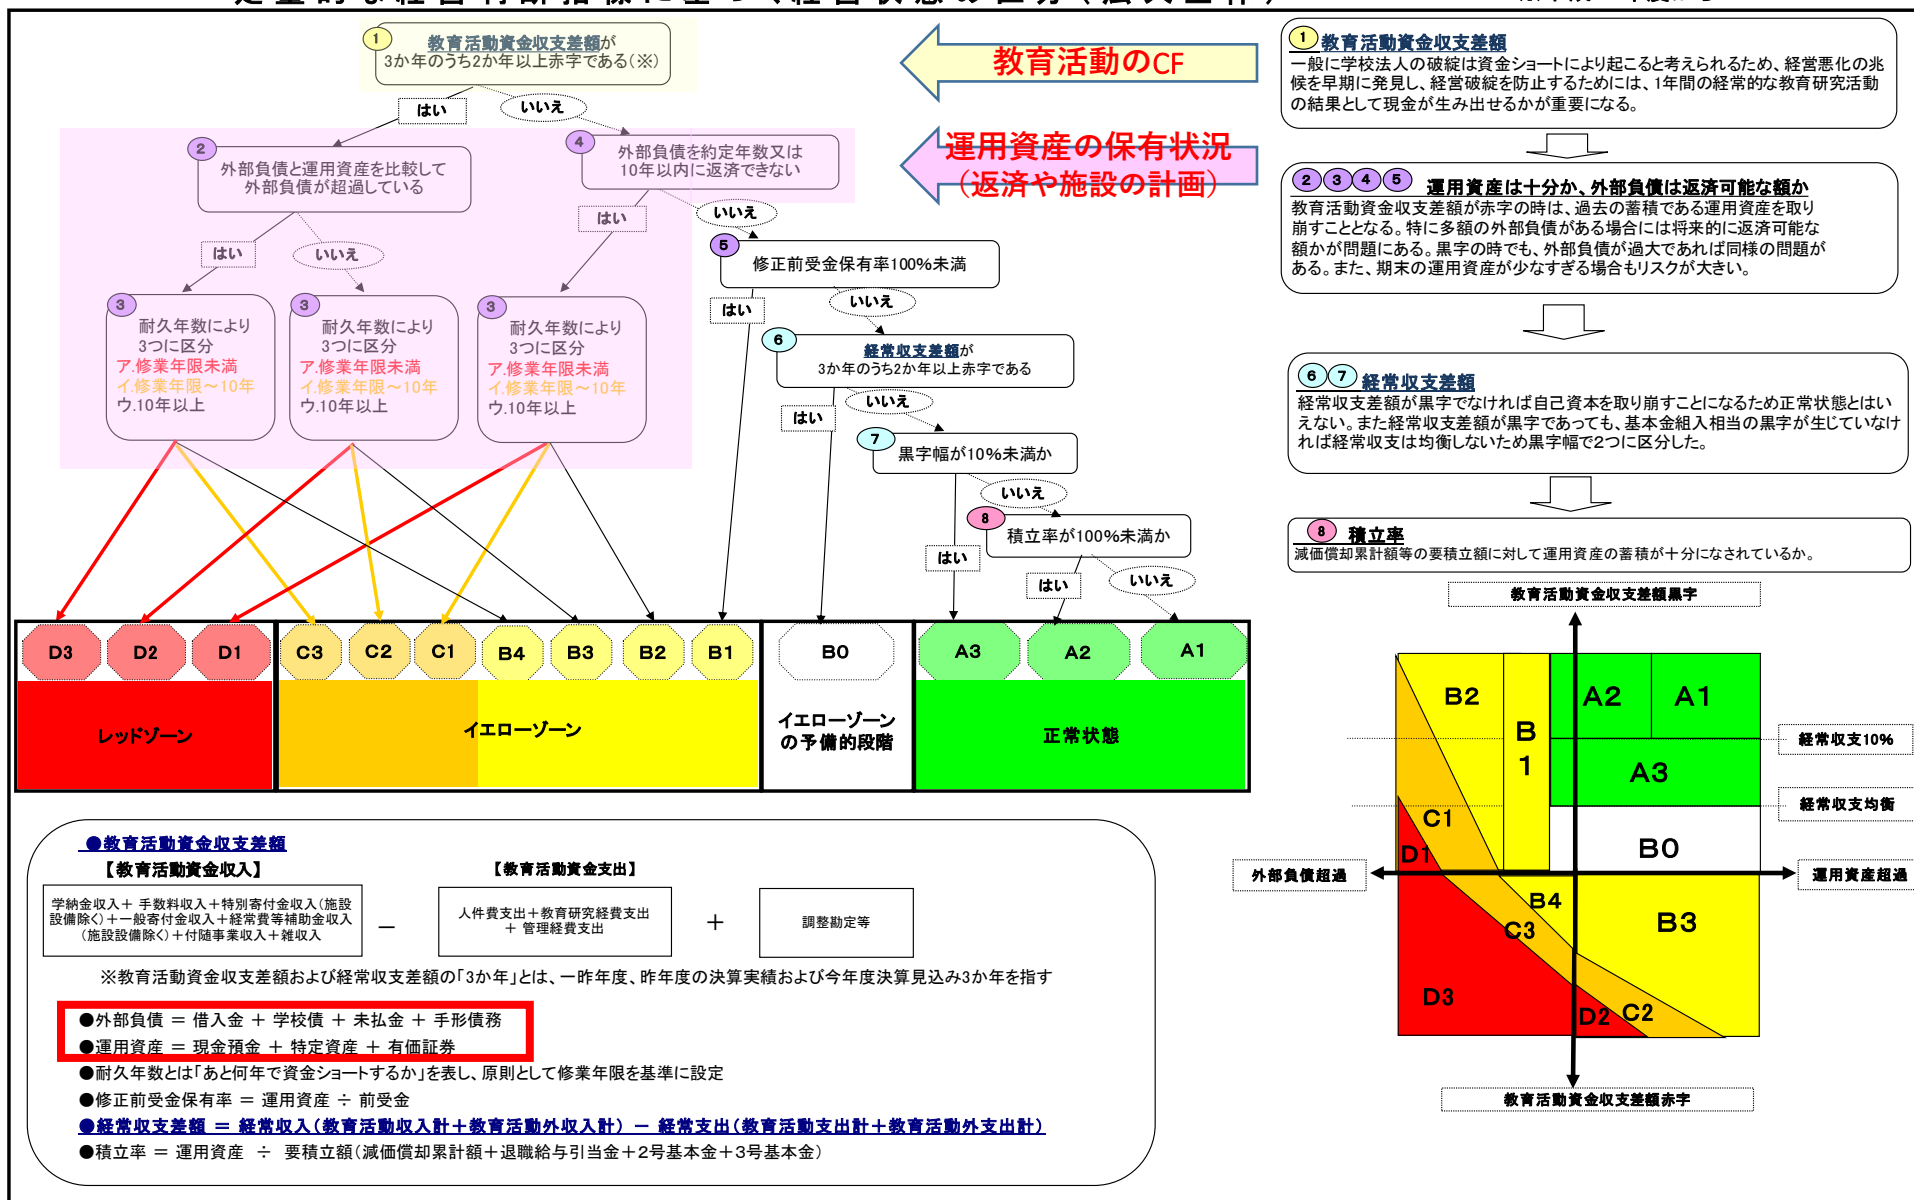 1
教育活動資金収支差額が
3か年のうち2か年以上赤字である(※)
はい
いいえ
教育活動のCF
運用資産の保有状況
(返済や施設の計画)
2
外部負債と運用資産を比較して
外部負債が超過している
4
外部負債を約定年数又は
10年以内に返済できない
はい
いいえ
はい
いいえ
5
修正前受金保有率100%未満
はい
いいえ
3
耐久年数により
3つに区分
ア.修業年限未満
イ.修業年限～10年
ウ.10年以上
3
耐久年数により
3つに区分
ア.修業年限未満
イ.修業年限～10年
ウ.10年以上
3
耐久年数により
3つに区分
ア.修業年限未満
イ.修業年限～10年
ウ.10年以上
6
経常収支差額が
3か年のうち2か年以上赤字である
はい
いいえ
7
黒字幅が10%未満か
はい
いいえ
8
積立率が100%未満か
はい
いいえ
D3
D2
D1
C3
C2
C1
B4
B3
B2
B1
B0
A3
A2
A1
レッドゾーン
イエローゾーン
イエローゾーン
の予備的段階
正常状態
1 教育活動資金収支差額
一般に学校法人の破綻は資金ショートにより起こると考えられるため、経営悪化の兆
候を早期に発見し、経営破綻を防止するためには、1年間の経常的な教育研究活動
の結果として現金が生み出せるかが重要になる。
2 3 4 5 運用資産は十分か、外部負債は返済可能な額か
教育活動資金収支差額が赤字の時は、過去の蓄積である運用資産を取り
崩すこととなる。特に多額の外部負債がある場合には将来的に返済可能な
額かが問題にある。黒字の時でも、外部負債が過大であれば同様の問題が
ある。また、期末の運用資産が少なすぎる場合もリスクが大きい。
6 7 経常収支差額
経常収支差額が黒字でなければ自己資本を取り崩すことになるため正常状態とはい
えない。また経常収支差額が黒字であっても、基本金組入相当の黒字が生じていなけ
れば経常収支は均衡しないため黒字幅で2つに区分した。
8 積立率
減価償却累計額等の要積立額に対して運用資産の蓄積が十分になされているか。
教育活動資金収支差額黒字
B2
B
1
A2
A1
経常収支10%
A3
経常収支均衡
C1
D1
B0
外部負債超過
運用資産超過
B4
C3
B3
D3
D2
C2
教育活動資金収支差額赤字
●教育活動資金収支差額
【教育活動資金収入】
【教育活動資金支出】
学納金収入＋ 手数料収入＋特別寄付金収入(施設
設備除く)＋一般寄付金収入＋経常費等補助金収入
(施設設備除く)＋付随事業収入＋雑収入
－
人件費支出＋教育研究経費支出
＋ 管理経費支出
＋
調整勘定等
※教育活動資金収支差額および経常収支差額の「3か年」とは、一昨年度、昨年度の決算実績および今年度決算見込み3か年を指す
●外部負債 ＝ 借入金 ＋ 学校債 ＋ 未払金 ＋ 手形債務
●運用資産 ＝ 現金預金 ＋ 特定資産 ＋ 有価証券
●耐久年数とは「あと何年で資金ショートするか」を表し、原則として修業年限を基準に設定
●修正前受金保有率 ＝ 運用資産 ÷ 前受金
●経常収支差額 ＝ 経常収入(教育活動収入計＋教育活動外収入計) － 経常支出(教育活動支出計＋教育活動外支出計)
●積立率 ＝ 運用資産 ÷ 要積立額(減価償却累計額＋退職給与引当金＋2号基本金＋3号基本金)